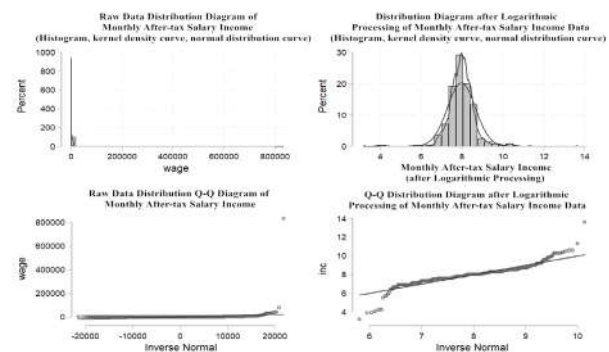 Raw Data Distribution Diagram of
Monthly After-tax Salary Income
(Histogram, kernel density curve, normal distribution curve)
1000
800
600
400
200
0
Percent
0 200000 400000 600000 800000
wage
Distribution Diagram after Logarithmic
Processing of Monthly After-tax Salary Income Data
(Histogram, kernel density curve, normal distribution curve)
30
20
10
0
Percent
4 6 8 10 12 14
Monthly After-tax Salary Income
(after Logarithmic Processing)
Raw Data Distribution Q-Q Diagram of
Monthly After-tax Salary Income
800000
600000
400000
200000
0
wage
-20000 -10000 0 10000 20000
Inverse Normal
Q-Q Distribution Diagram after Logarithmic
Processing of Monthly After-tax Salary Income Data
14
12
10
8
6
4
inc
6 7 8 9 10
Inverse Normal